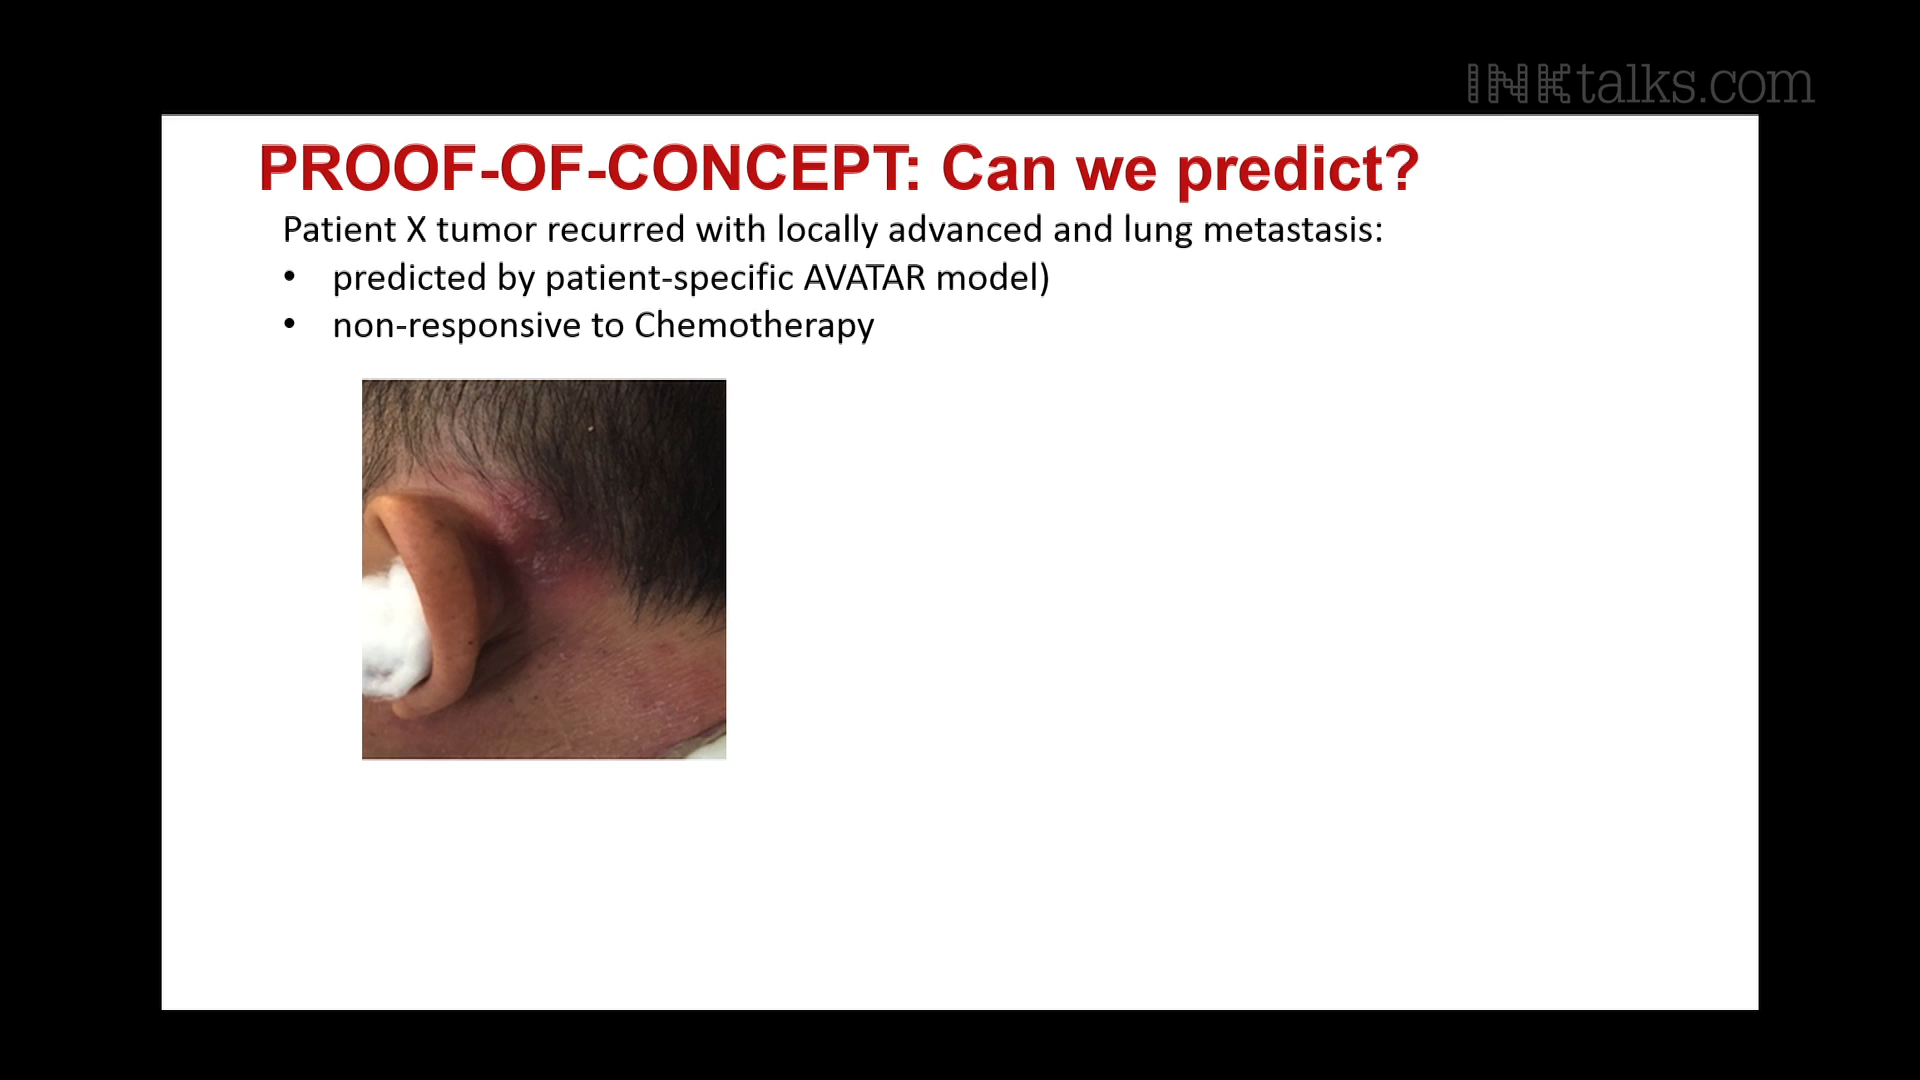 INKtalks.com
PROOF-OF-CONCEPT: Can we predict?
Patient X tumor recurred with locally advanced and lung metastasis:
• predicted by patient-specific AVATAR model)
• non-responsive to Chemotherapy